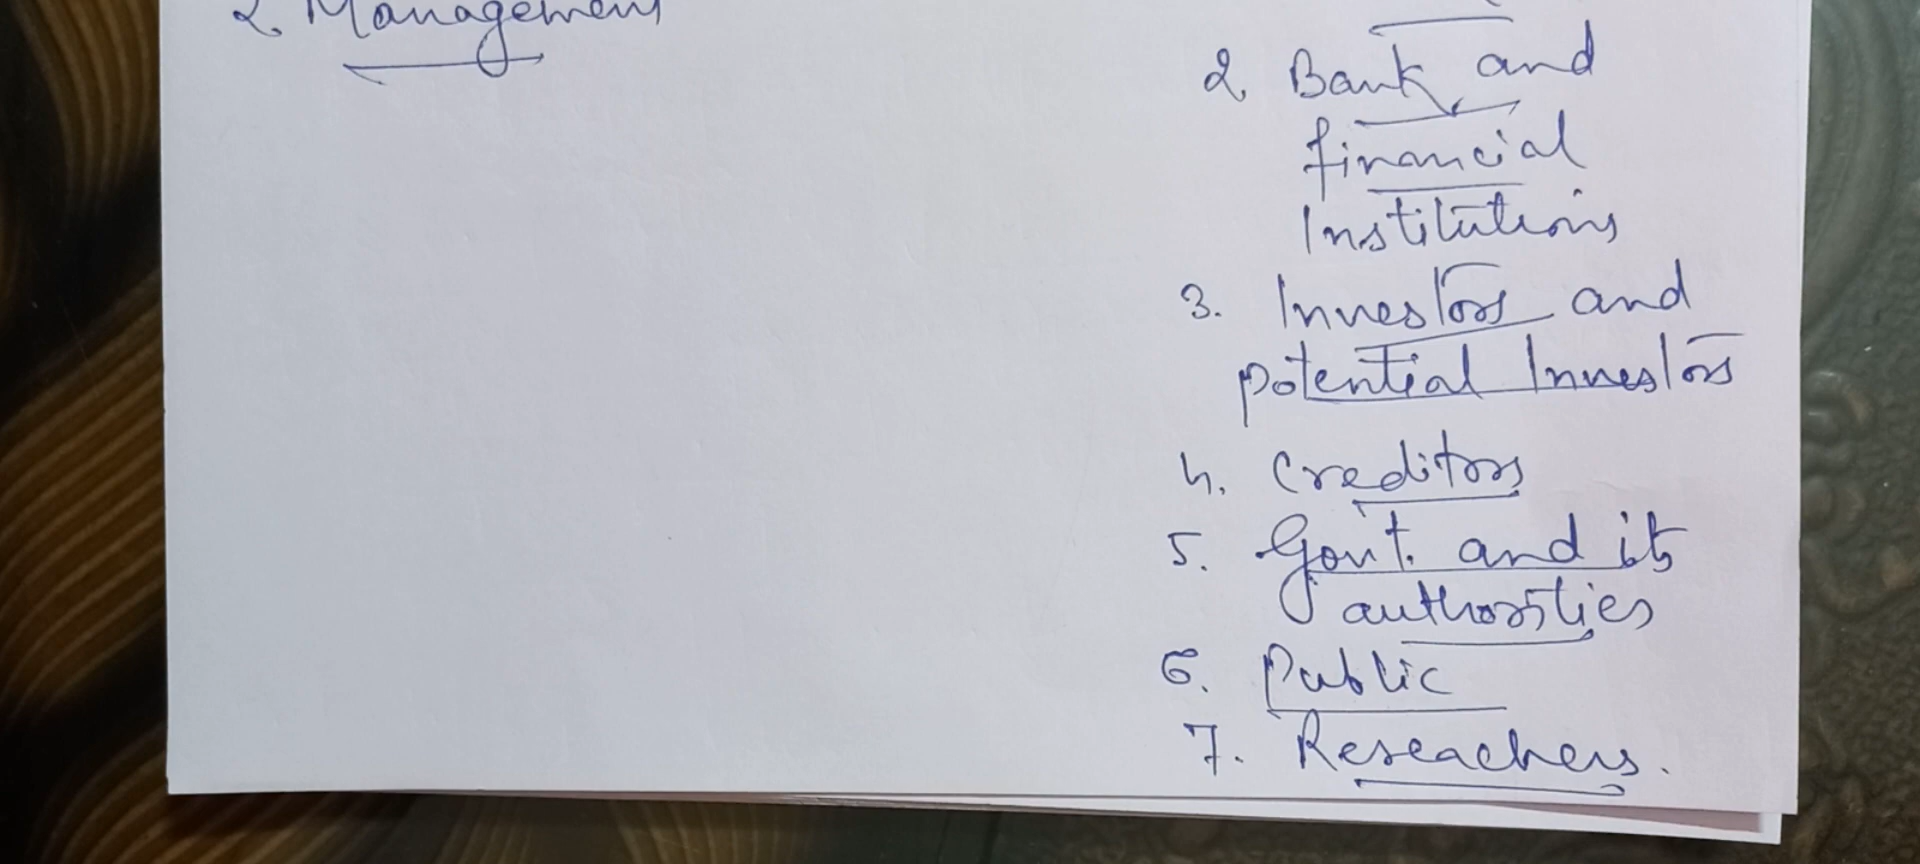 2. Management
2. Bank and
financial
Institutions
3. Investors and
potential Investors
4. Creditors
5. Govt. and its
authorities
6. Public
7. Reseachers.